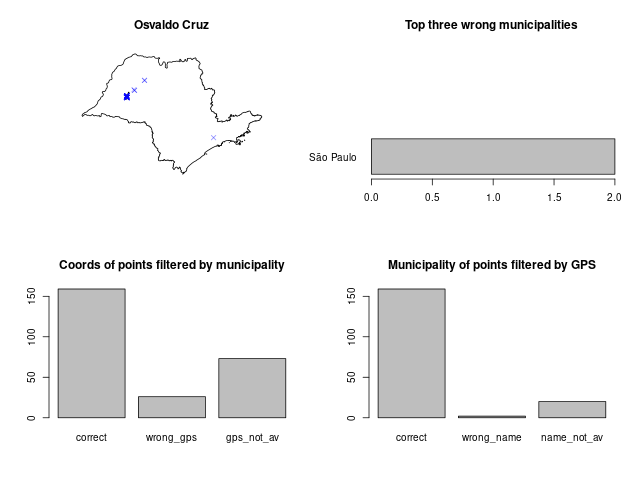 Osvaldo Cruz
Top three wrong municipalities
São Paulo
0.0 0.5 1.0 1.5 2.0
Coords of points filtered by municipality
150
100
50
0
correct wrong_gps gps_not_av
Municipality of points filtered by GPS
150
100
50
0
correct wrong_name name_not_av